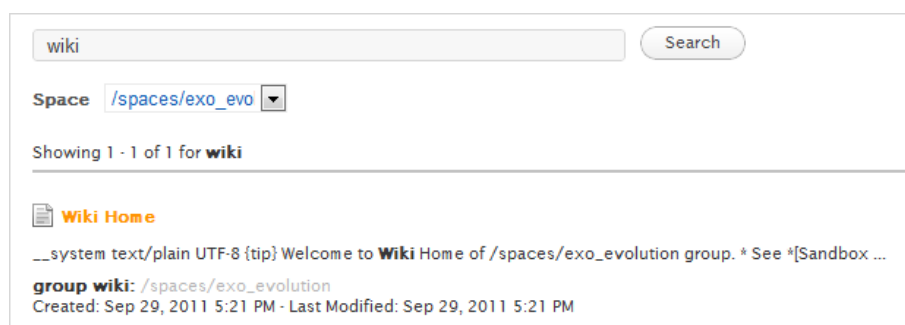 wiki
Search
Space /spaces/exo_evo
Showing 1 - 1 of 1 for wiki
Wiki Home
__system text/plain UTF-8 {tip} Welcome to Wiki Home of /spaces/exo_evolution group. * See *[Sandbox ...
group wiki: /spaces/exo_evolution
Created: Sep 29, 2011 5:21 PM - Last Modified: Sep 29, 2011 5:21 PM